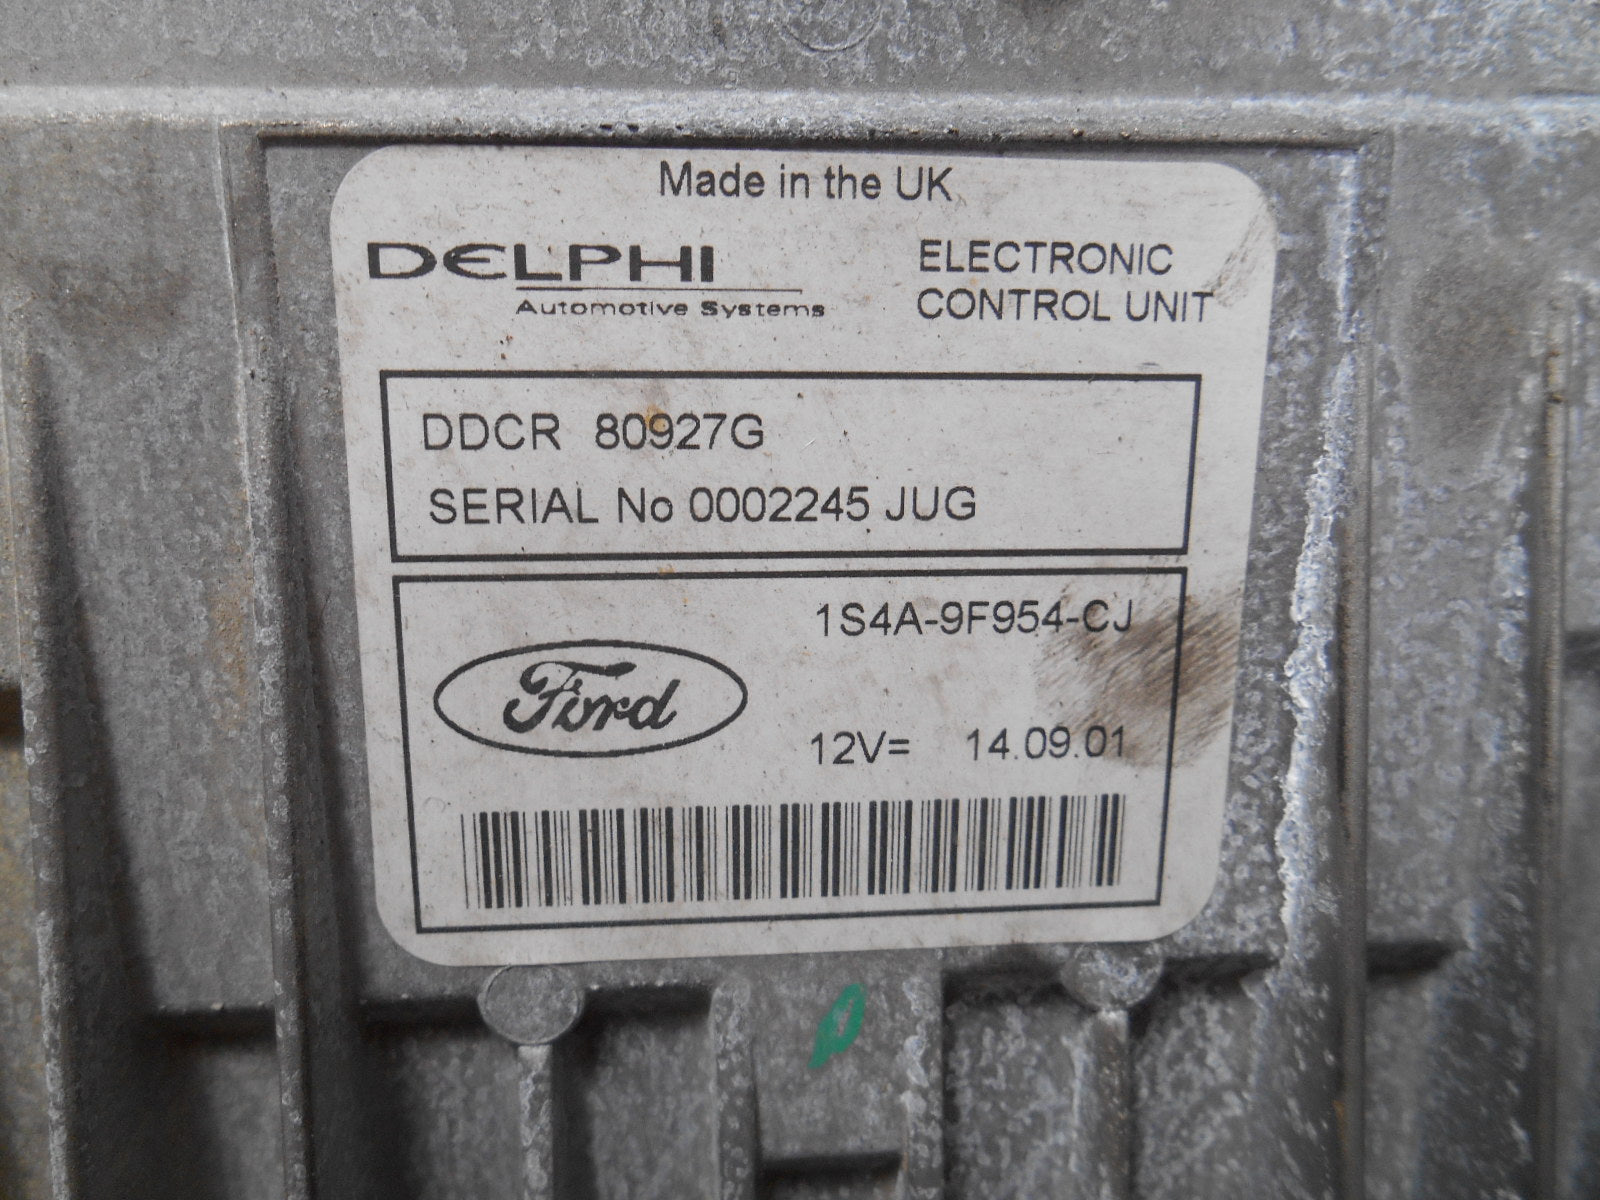 Made in the UK
DELPHI
Automotive Systems
ELECTRONIC
CONTROL UNIT
DDCR 80927G
SERIAL No 0002245 JUG
1S4A-9F954-CJ
Ford
12V= 14.09.01